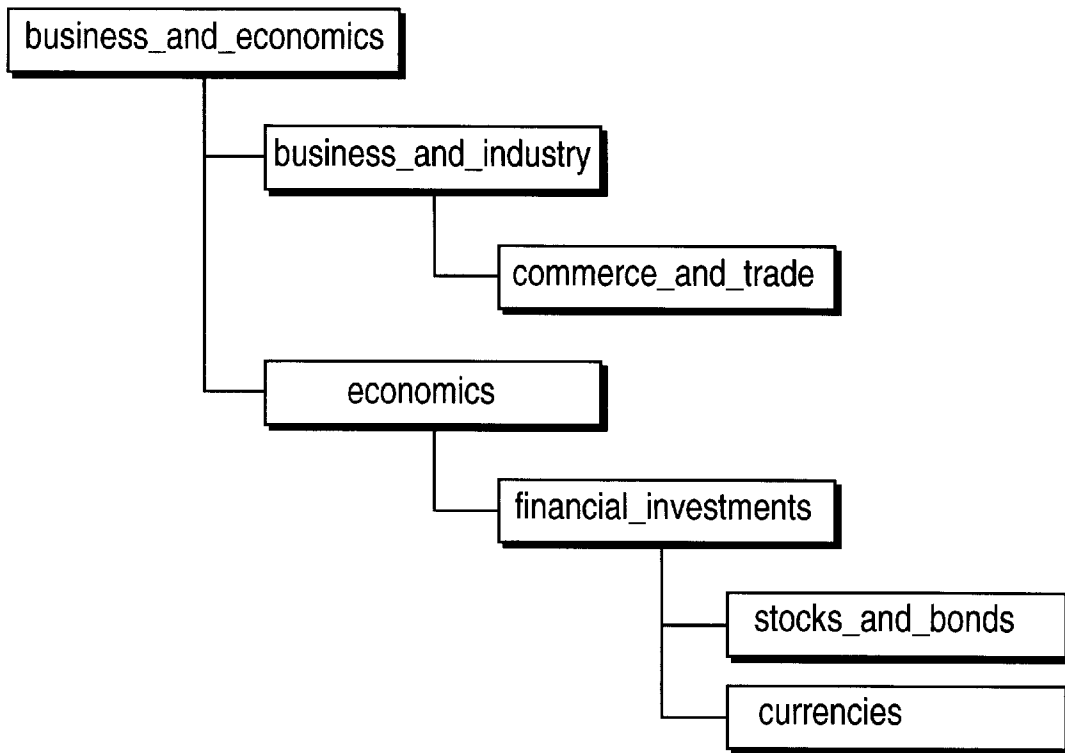 business_and_economics
business_and_industry
commerce_and_trade
economics
financial_investments
stocks_and_bonds
currencies